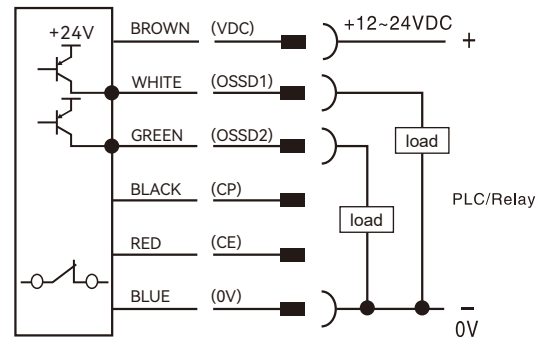 +24V
BROWN (VDC) +12~24VDC +
WHITE (OSSD1)
GREEN (OSSD2) load
BLACK (CP) PLC/Relay
load
RED (CE)
BLUE (0V) −
0V